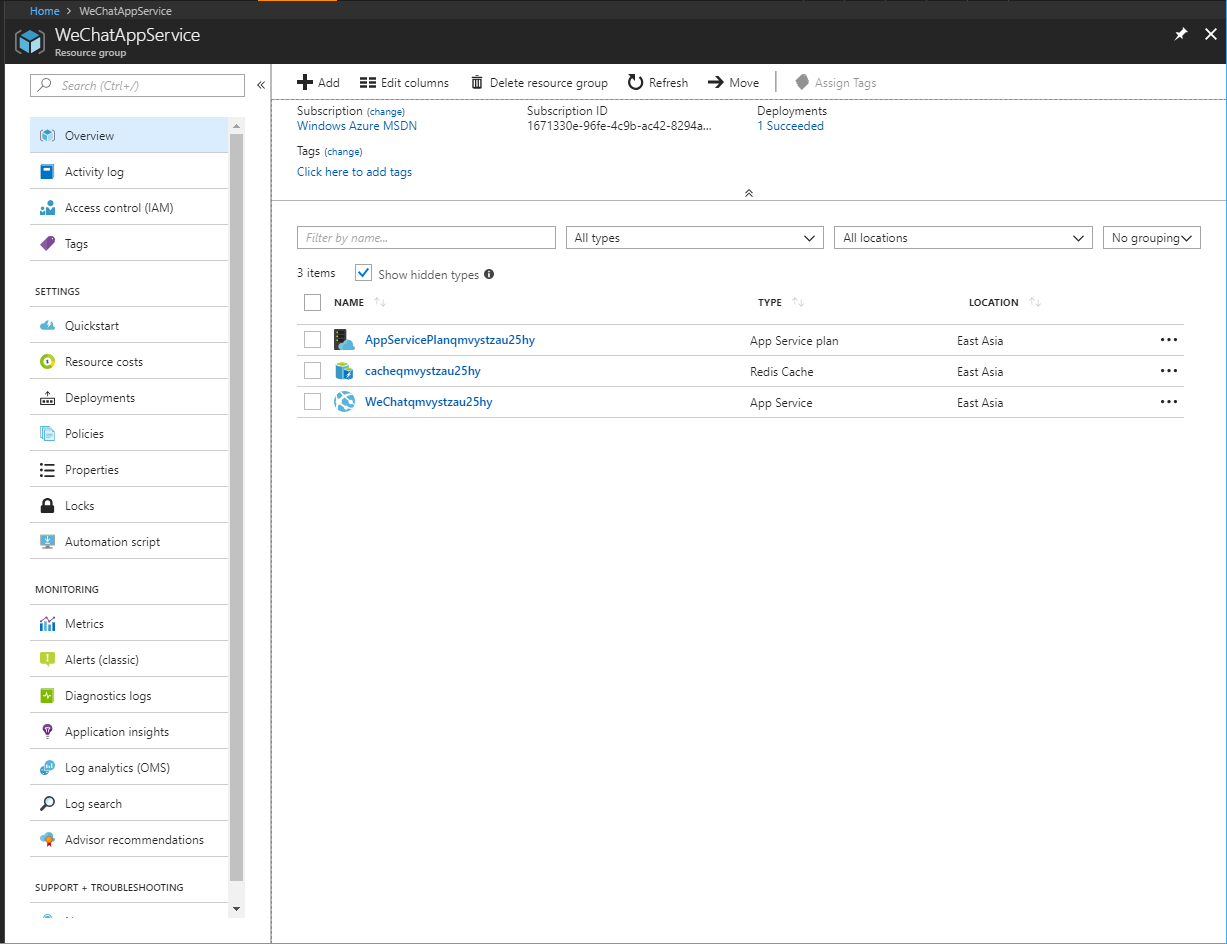 Home > WeChatAppService
WeChatAppService
Resource group
Search (Ctrl+/)
Overview
Activity log
Access control (IAM)
Tags
SETTINGS
Quickstart
Resource costs
Deployments
Policies
Properties
Locks
Automation script
MONITORING
Metrics
Alerts (classic)
Diagnostics logs
Application insights
Log analytics (OMS)
Log search
Advisor recommendations
SUPPORT + TROUBLESHOOTING
Add Edit columns Delete resource group Refresh Move Assign Tags
Subscription (change) Subscription ID Deployments
Windows Azure MSDN 1671330e-96fe-4c9b-ac42-8294a... 1 Succeeded
Tags (change)
Click here to add tags
Filter by name... All types All locations No grouping
3 items Show hidden types
NAME TYPE LOCATION
AppServicePlanqmvystzau25hy App Service plan East Asia
cacheqmvystzau25hy Redis Cache East Asia
WeChatqmvystzau25hy App Service East Asia